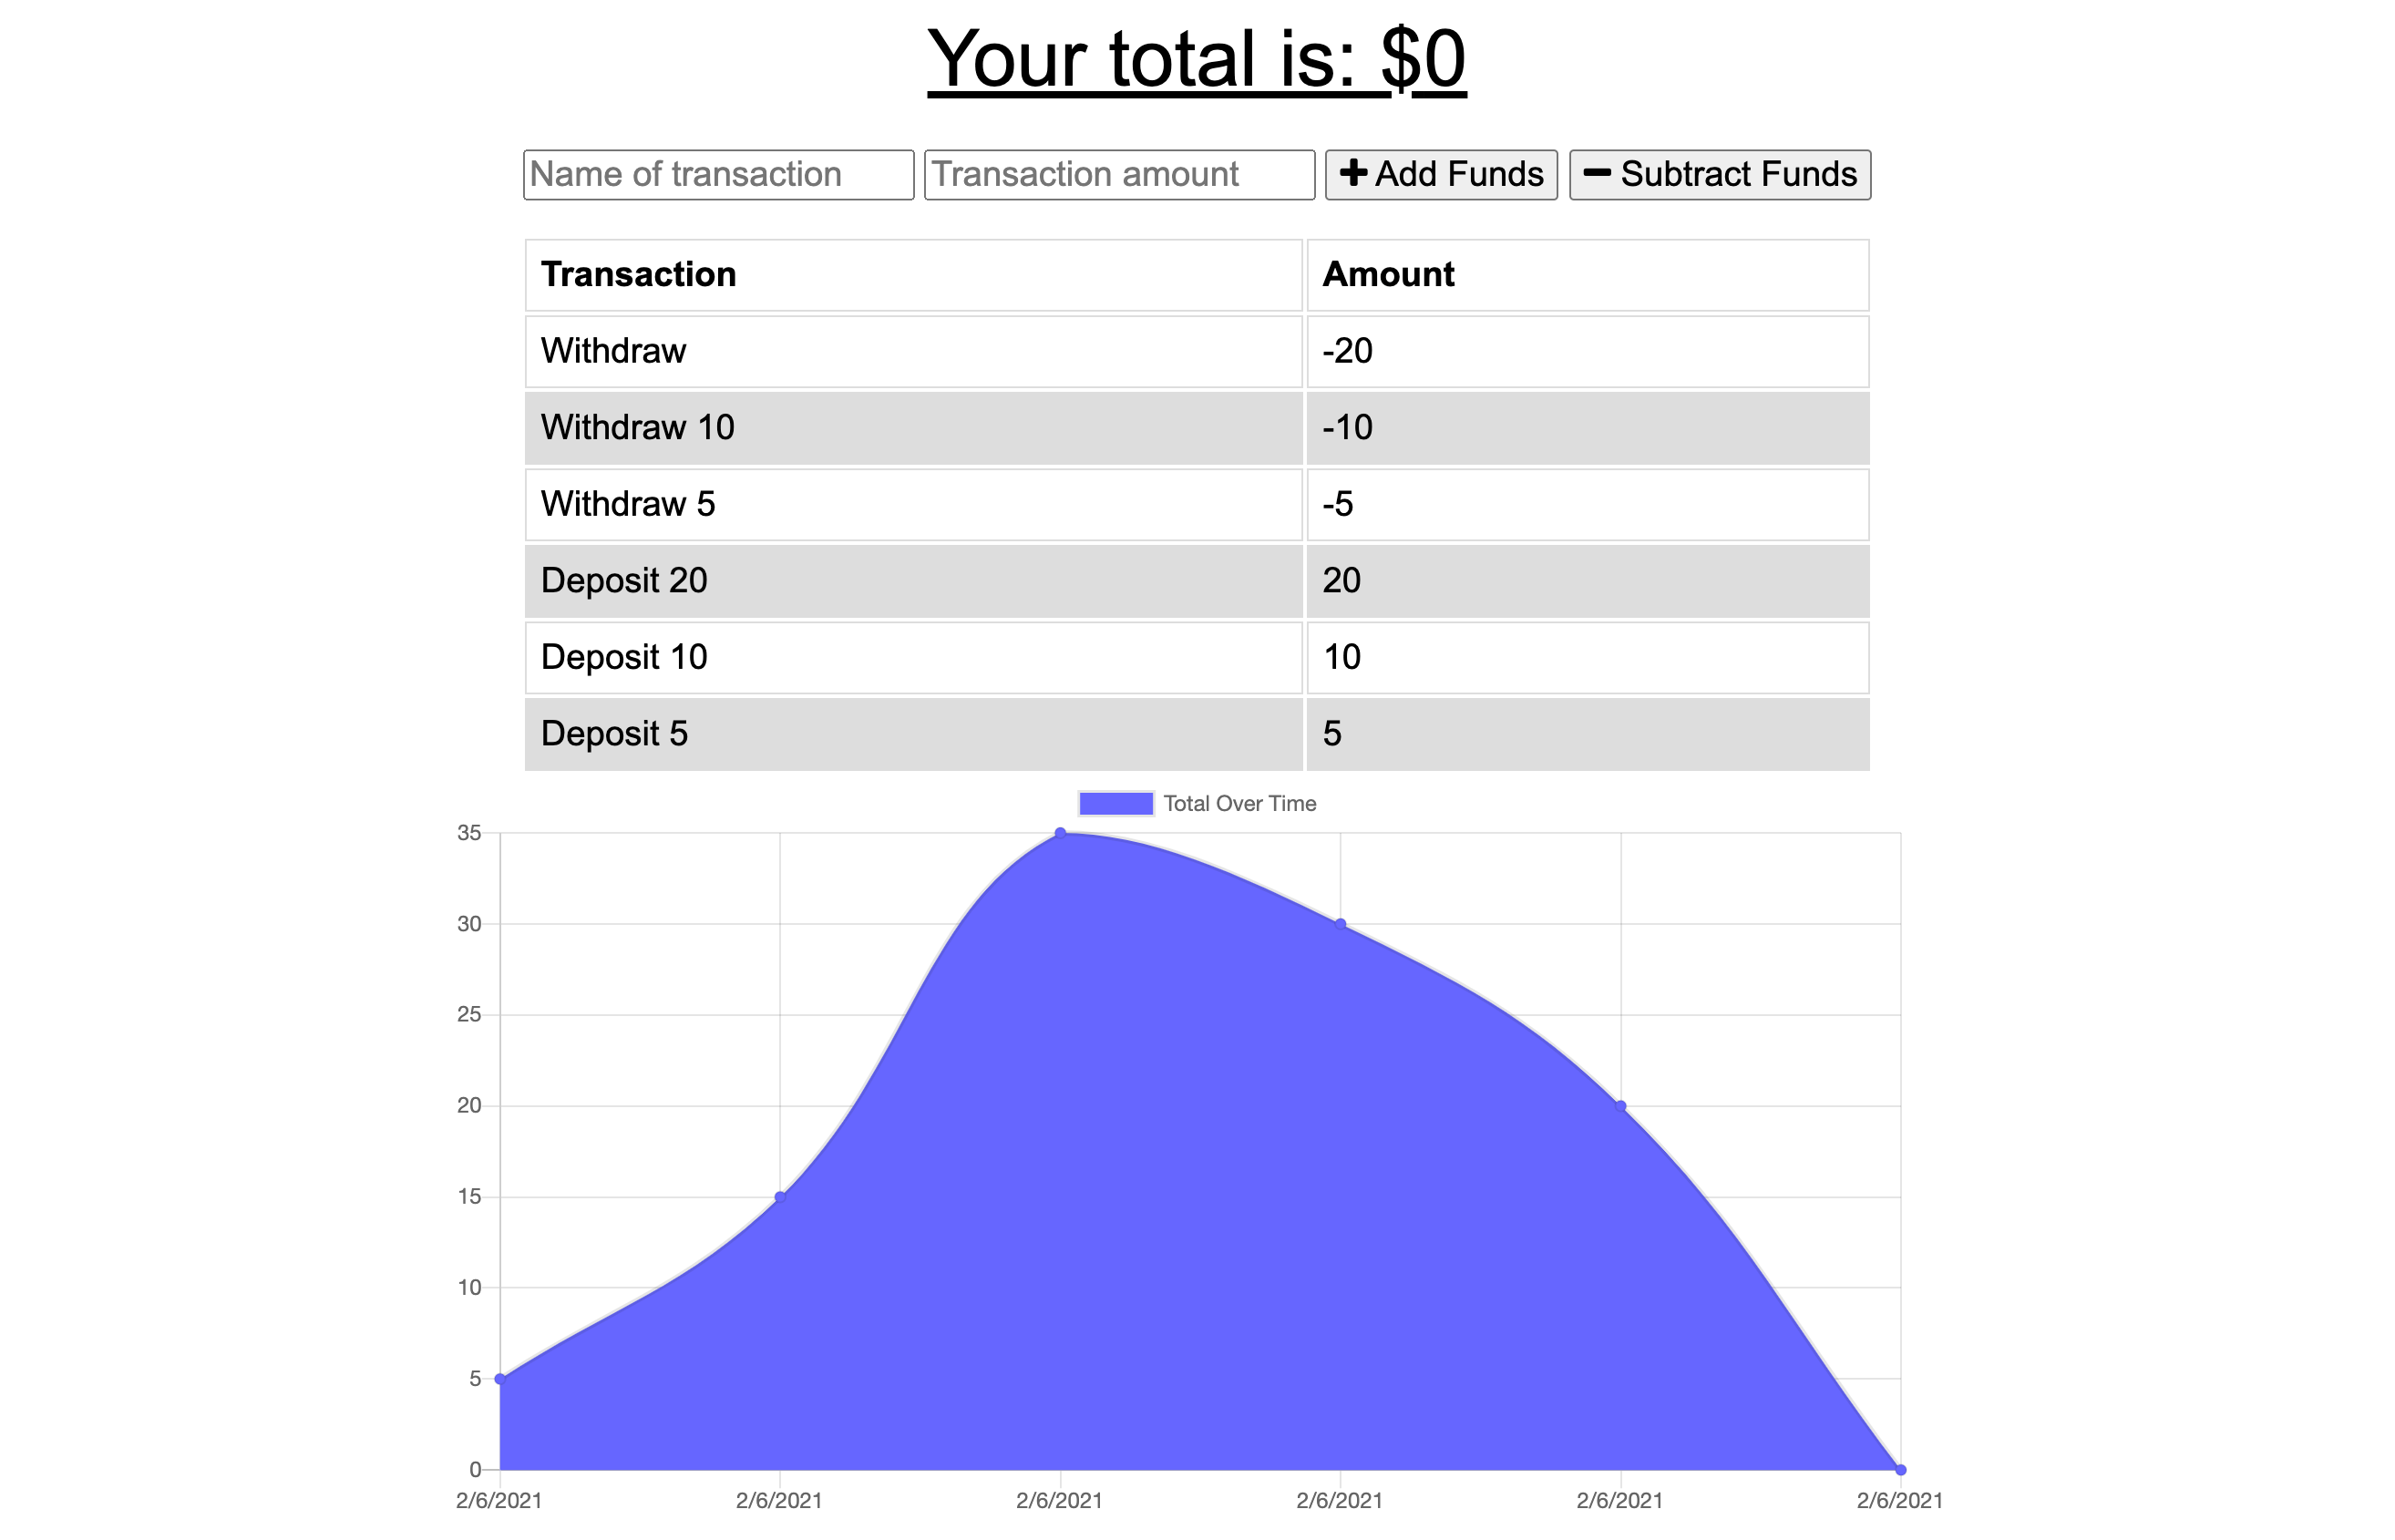 Your total is: $0
Name of transaction Transaction amount Add Funds Subtract Funds
Transaction Amount
Withdraw -20
Withdraw 10 -10
Withdraw 5 -5
Deposit 20 20
Deposit 10 10
Deposit 5 5
Total Over Time
35
30
25
20
15
10
5
0
2/6/2021 2/6/2021 2/6/2021 2/6/2021 2/6/2021 2/6/2021